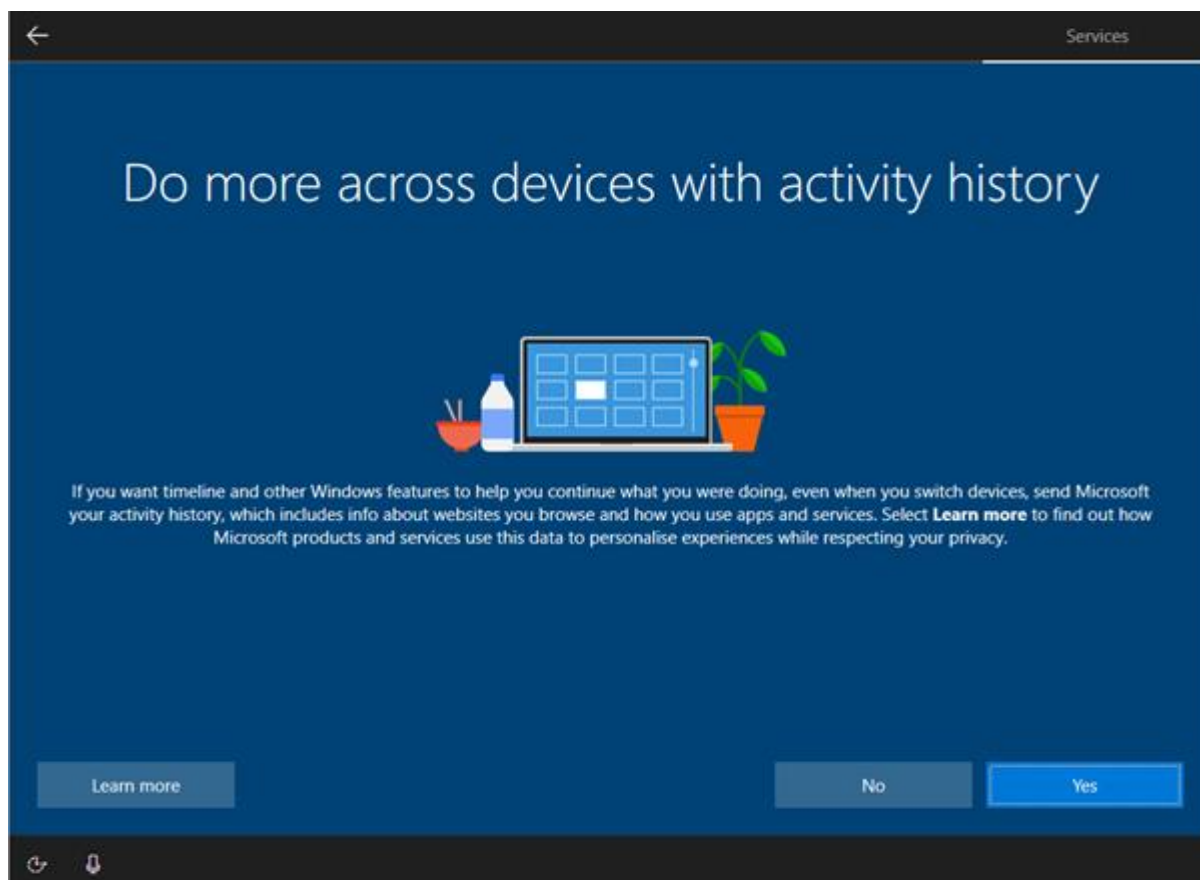 Services
Do more across devices with activity history
If you want timeline and other Windows features to help you continue what you were doing, even when you switch devices, send Microsoft
your activity history, which includes info about websites you browse and how you use apps and services. Select Learn more to find out how
Microsoft products and services use this data to personalise experiences while respecting your privacy.
Learn more
No
Yes